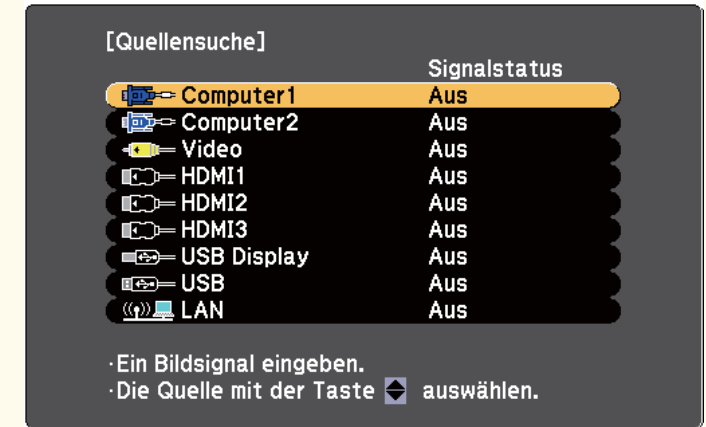 [Quellensuche]
Signalstatus
Computer1 Aus
Computer2 Aus
Video Aus
HDMI1 Aus
HDMI2 Aus
HDMI3 Aus
USB Display Aus
USB Aus
LAN Aus
·Ein Bildsignal eingeben.
·Die Quelle mit der Taste auswählen.